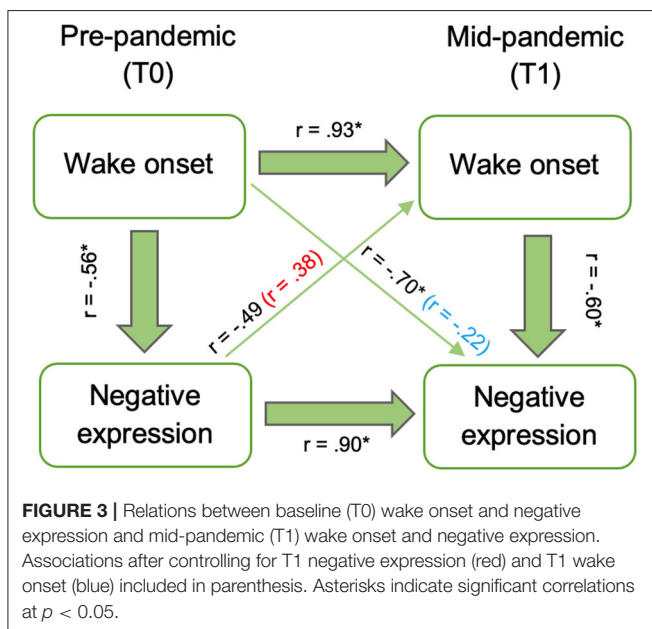 Pre-pandemic
(T0)
Mid-pandemic
(T1)
r = .93*
Wake onset
Wake onset
r = -.56*
r = -.49 (r = .38)
r = -.70* (r = -.22)
r = -.60*
Negative
expression
Negative
expression
r = .90*
FIGURE 3 | Relations between baseline (T0) wake onset and negative
expression and mid-pandemic (T1) wake onset and negative expression.
Associations after controlling for T1 negative expression (red) and T1 wake
onset (blue) included in parenthesis. Asterisks indicate significant correlations
at p < 0.05.